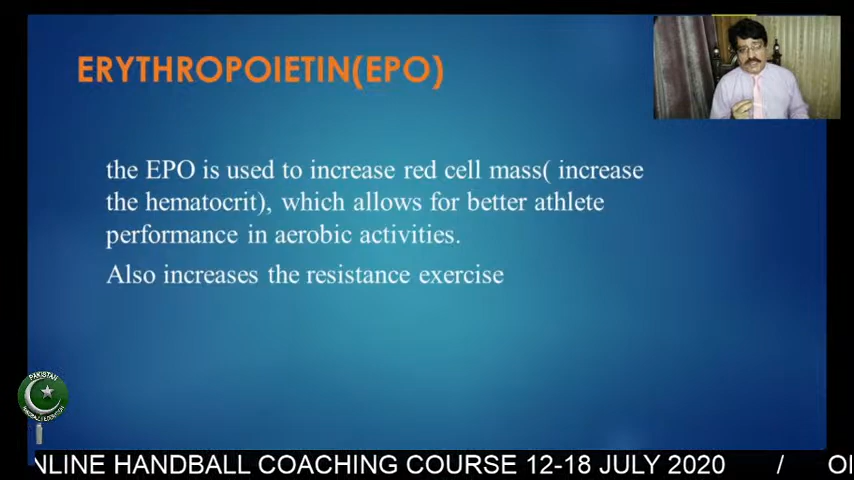 ERYTHROPOIETIN(EPO)
the EPO is used to increase red cell mass( increase
the hematocrit), which allows for better athlete
performance in aerobic activities.
Also increases the resistance exercise
PAKISTAN
NLINE HANDBALL COACHING COURSE 12-18 JULY 2020 / OI